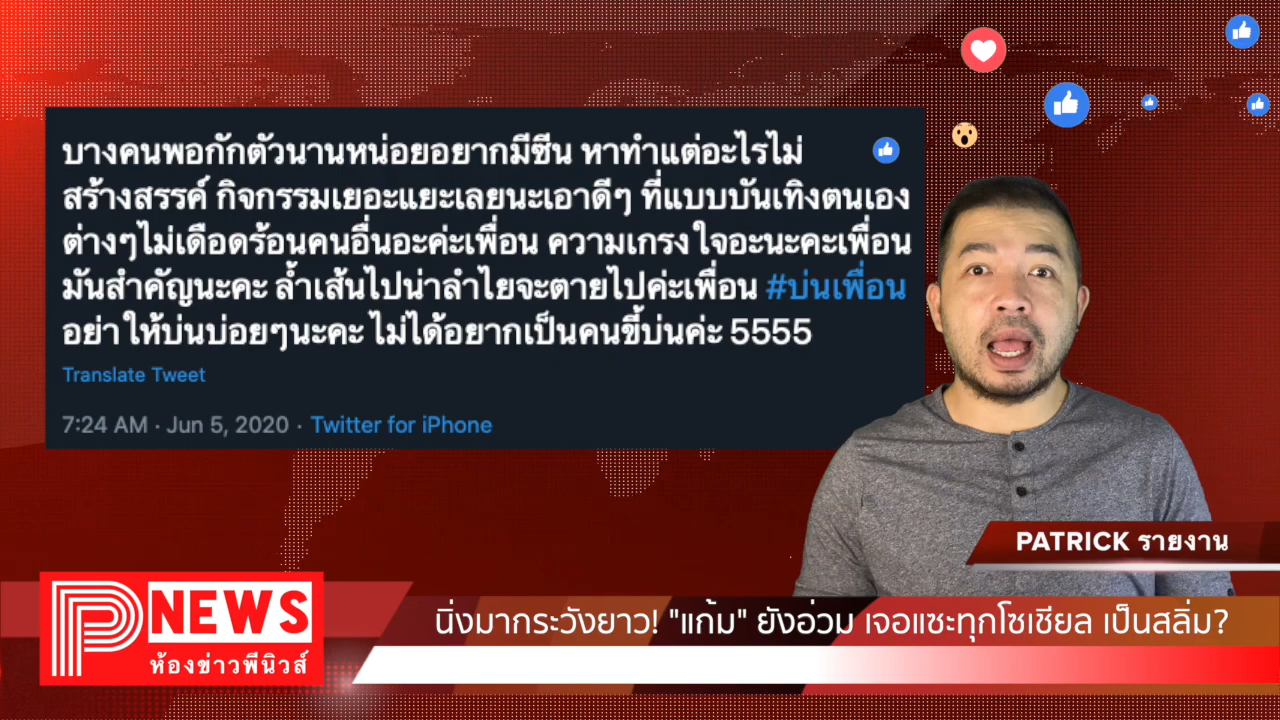 บางคนพอกักตัวนานหน่อยอยากมีซีน หาทำแต่อะไรไม่
สร้างสรรค์ กิจกรรมเยอะแยะเลยนะเอาดีๆ ที่แบบบันเทิงตนเอง
ต่างๆไม่เดือดร้อนคนอื่นอะค่ะเพื่อน ความเกรงใจอะนะคะเพื่อน
มันสำคัญนะคะ ล้ำเส้นไปน่าลำไยจะตายไปค่ะเพื่อน #บ่นเพื่อน
อย่าให้บ่นบ่อยๆนะคะ ไม่ได้อยากเป็นคนขี้บ่นค่ะ 5555
Translate Tweet
7:24 AM · Jun 5, 2020 · Twitter for iPhone
PATRICK รายงาน
P NEWS
ห้องข่าวพีนิวส์
นิ่งมากระวังยาว! "แก้ม" ยังอ่วม เจอแซะทุกโซเชียล เป็นสลิ่ม?